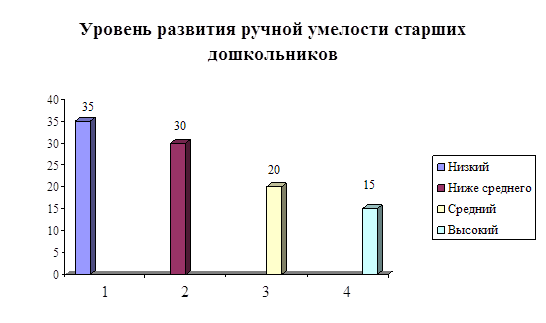 Уровень развития ручной умелости старших
дошкольников
40
35
30
25
20
15
10
5
0
35
30
20
15
1 2 3 4
Низкий
Ниже среднего
Средний
Высокий